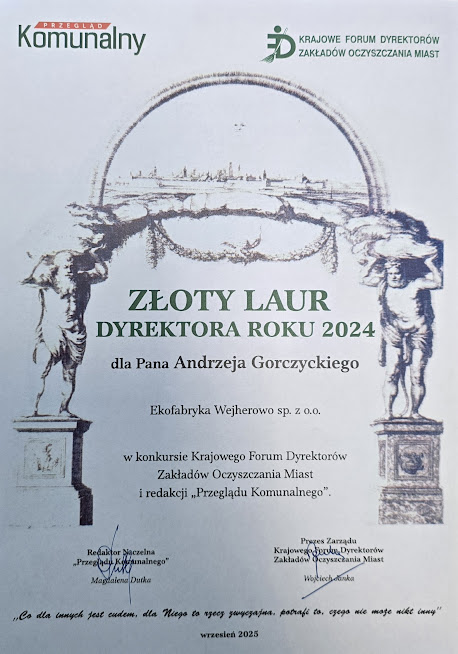 PRZEGLĄD
Komunalny
KRAJOWE FORUM DYREKTORÓW
ZAKŁADÓW OCZYSZCZANIA MIAST
ZŁOTY LAUR
DYREKTORA ROKU 2024
dla Pana Andrzeja Gorczyckiego
Ekofabryka Wejherowo sp. z o.o.
w konkursie Krajowego Forum Dyrektorów
Zakładów Oczyszczania Miast
i redakcji „Przeglądu Komunalnego”.
Redaktor Naczelna
„Przeglądu Komunalnego”
Magdalena Dutka
Prezes Zarządu
Krajowego Forum Dyrektorów
Zakładów Oczyszczania Miast
Wojciech Janka
„Co dla innych jest cudem, dla Niego to rzecz zwyczajna, potrafi to, czego nie może nikt inny”
wrzesień 2025